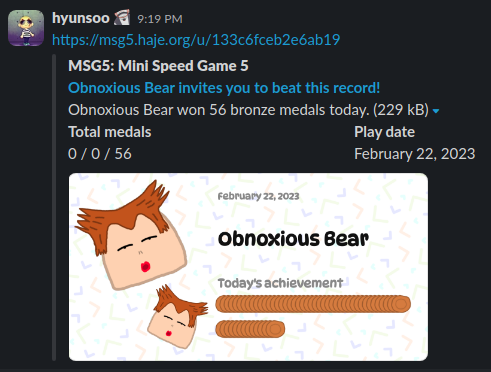 hyunsoo 9:19 PM
https://msg5.haje.org/u/133c6fceb2e6ab19
MSG5: Mini Speed Game 5
Obnoxious Bear invites you to beat this record!
Obnoxious Bear won 56 bronze medals today. (229 kB)
Total medals Play date
0 / 0 / 56 February 22, 2023
February 22, 2023
Obnoxious Bear
Today's achievement